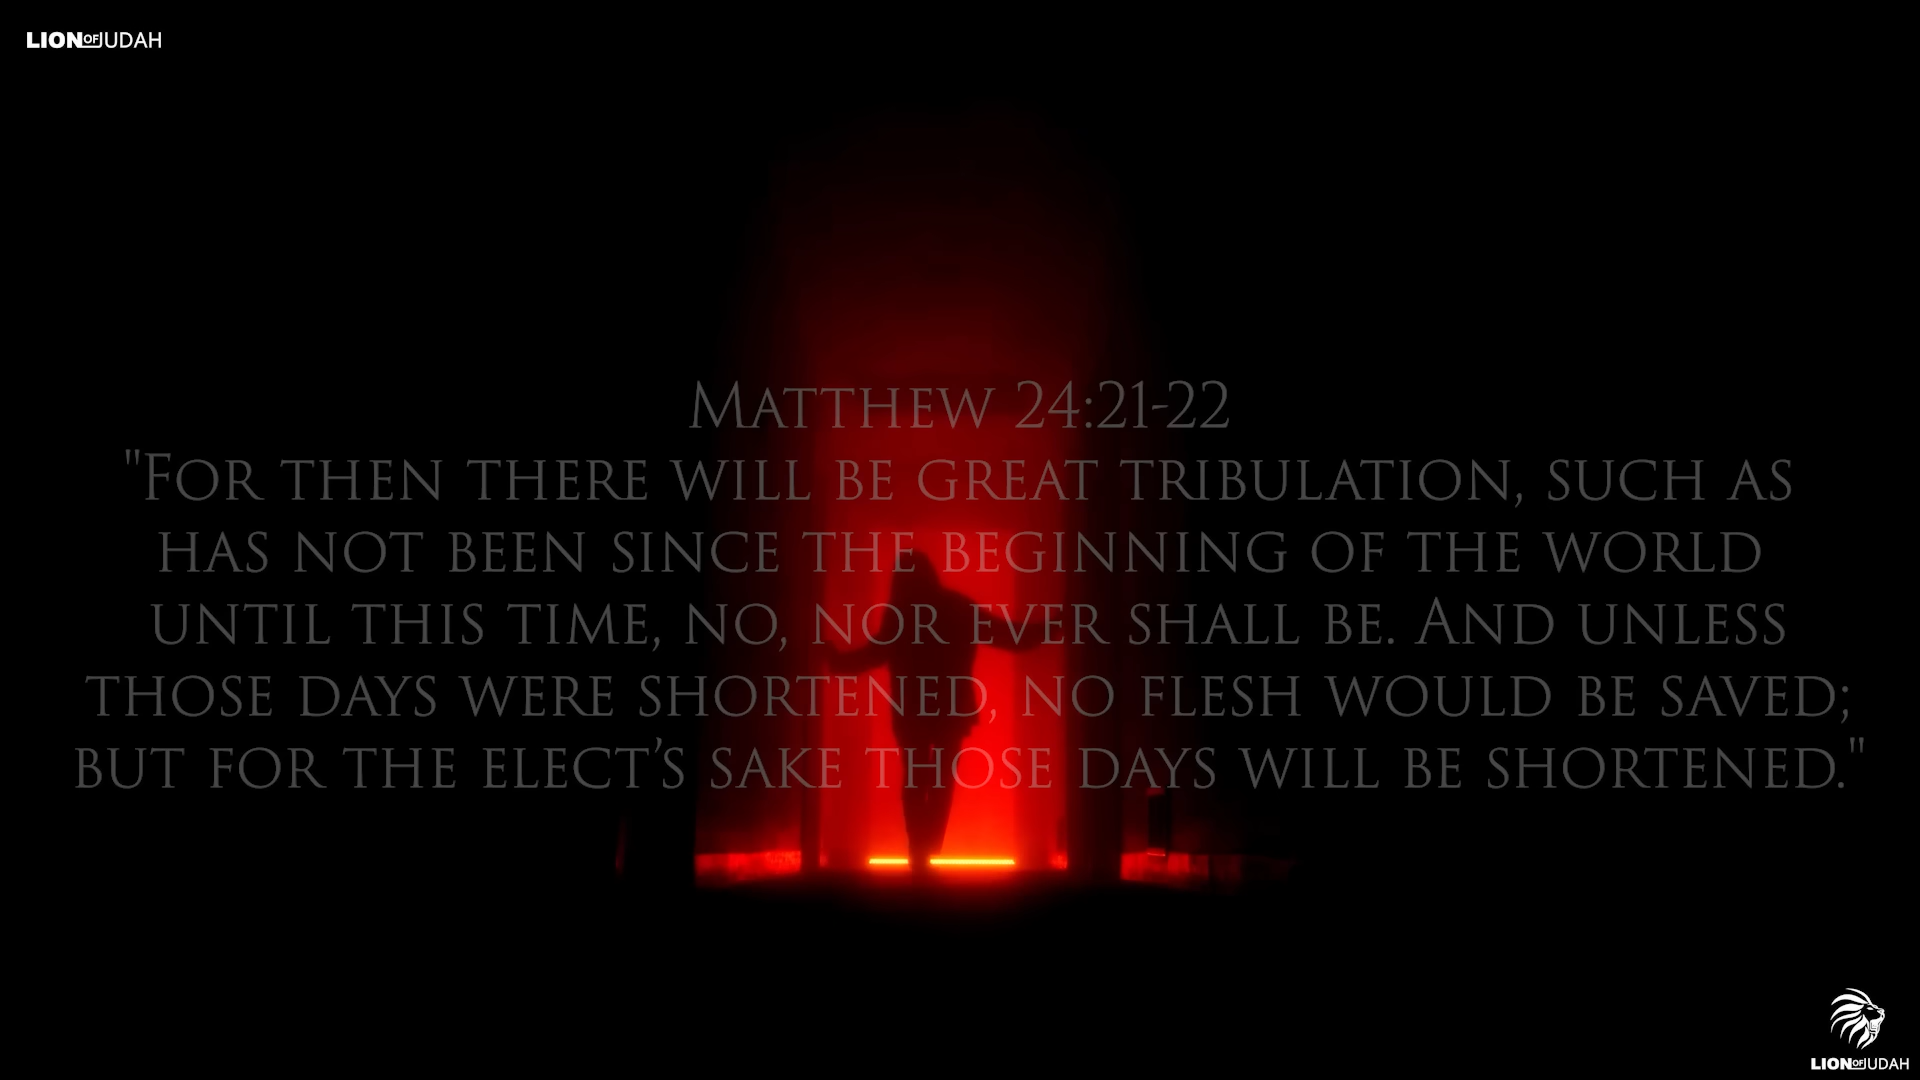 LION OF JUDAH
Matthew 24:21-22
"For then there will be great tribulation, such as
has not been since the beginning of the world
until this time, no, nor ever shall be. And unless
those days were shortened, no flesh would be saved;
but for the elect’s sake those days will be shortened."
LION OF JUDAH